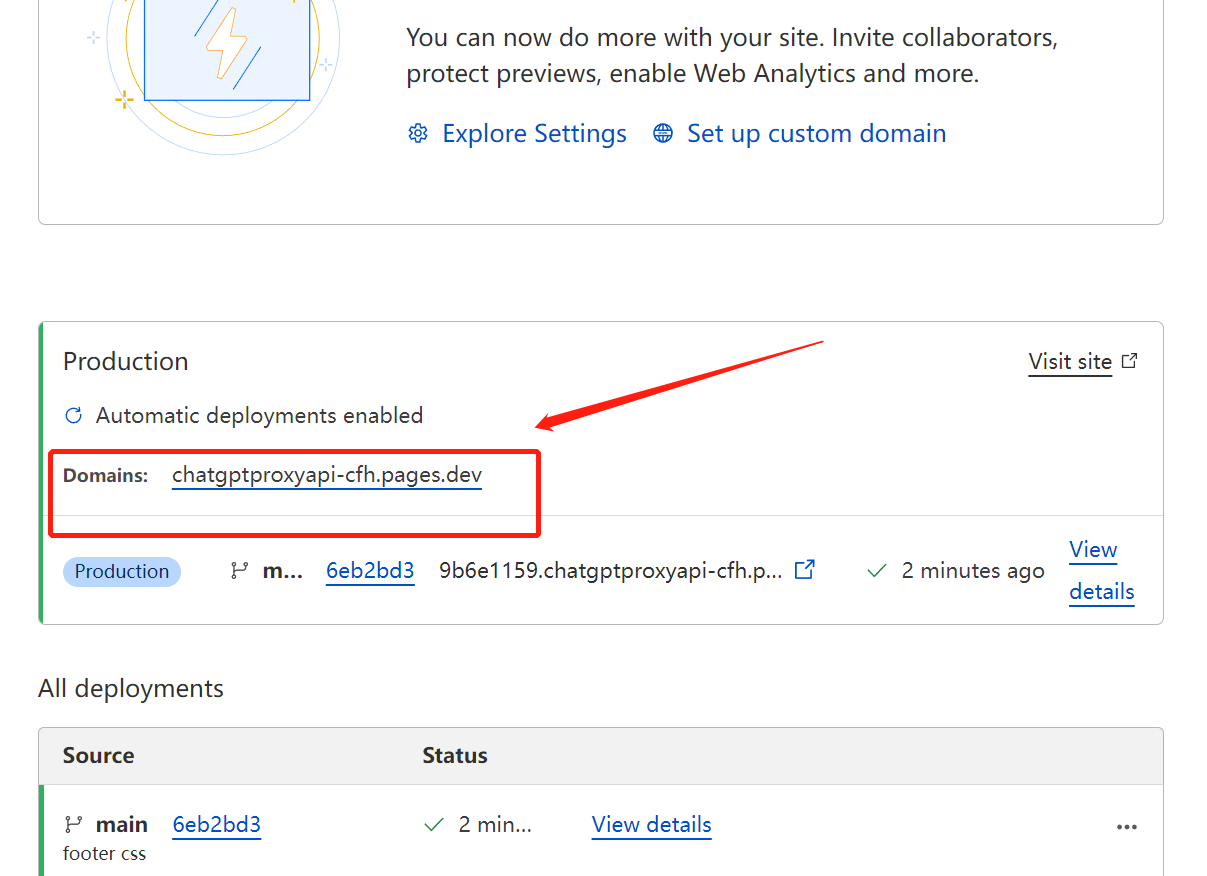 You can now do more with your site. Invite collaborators,
protect previews, enable Web Analytics and more.
Explore Settings Set up custom domain
Production
Visit site
Automatic deployments enabled
Domains: chatgptproxyapi-cfh.pages.dev
Production m... 6eb2bd3 9b6e1159.chatgptproxyapi-cfh.p... 2 minutes ago View
details
All deployments
Source Status
main 6eb2bd3 2 min... View details
footer css